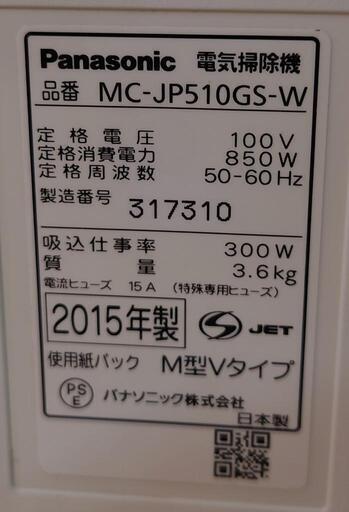 Panasonic 電気掃除機
品番 MC-JP510GS-W
定格電圧 100V
定格消費電力 850W
定格周波数 50-60Hz
製造番号 317310
吸込仕事率 300W
質量 3.6kg
電流ヒューズ 15A (特殊専用ヒューズ)
2015年製 S JET
使用紙パック M型Vタイプ
PSE パナソニック株式会社
日本製